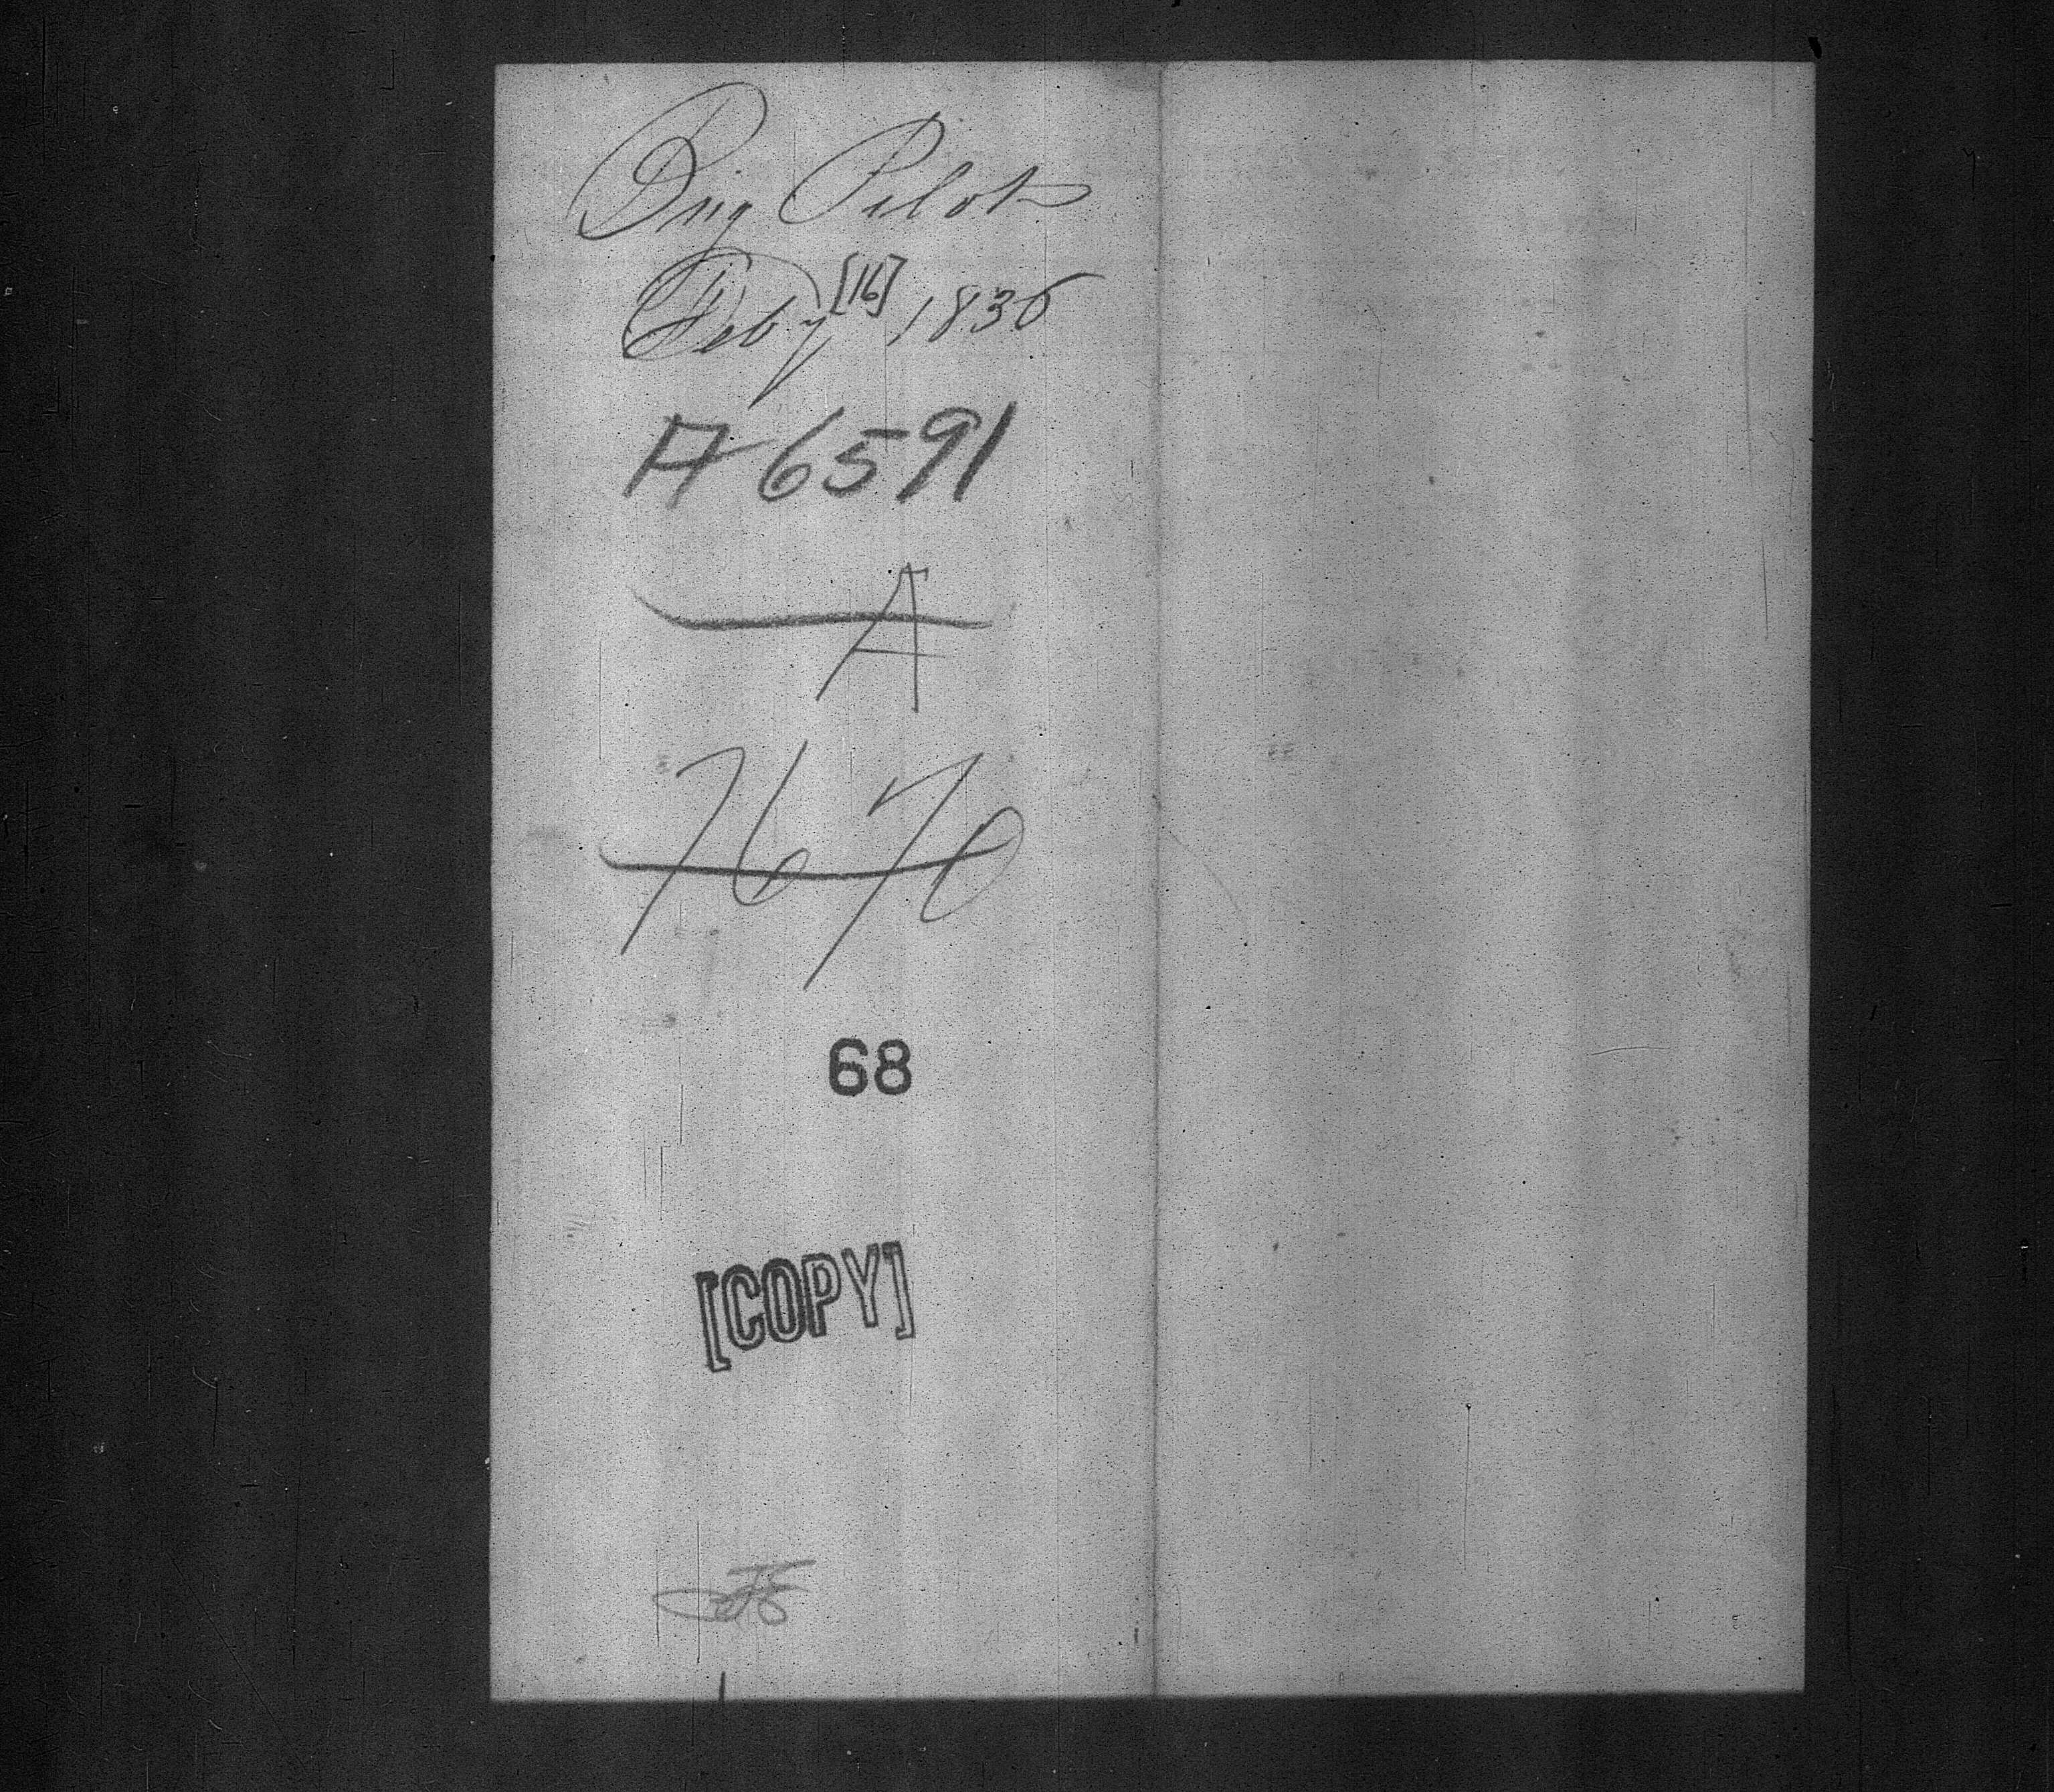 Brig Pilot
Feby [16] 1836
A 6591
A
7670
68
[COPY]